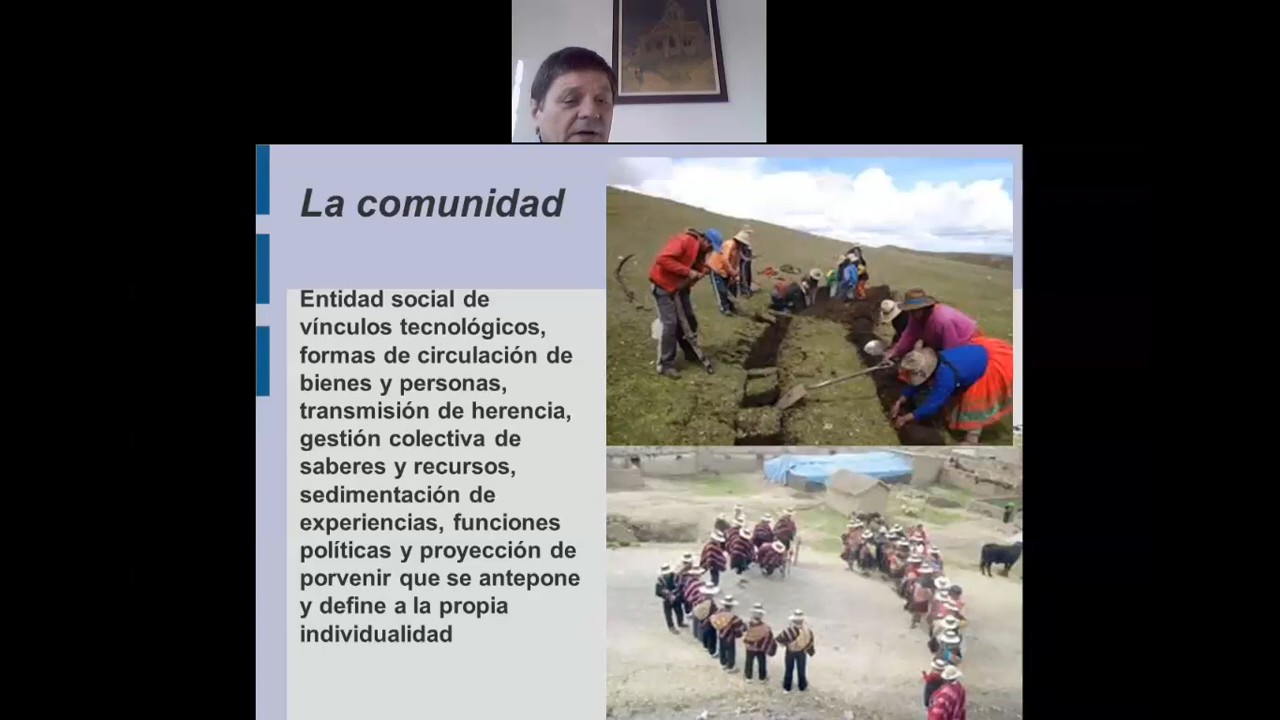 La comunidad
Entidad social de
vínculos tecnológicos,
formas de circulación de
bienes y personas,
transmisión de herencia,
gestión colectiva de
saberes y recursos,
sedimentación de
experiencias, funciones
políticas y proyección de
porvenir que se antepone
y define a la propia
individualidad